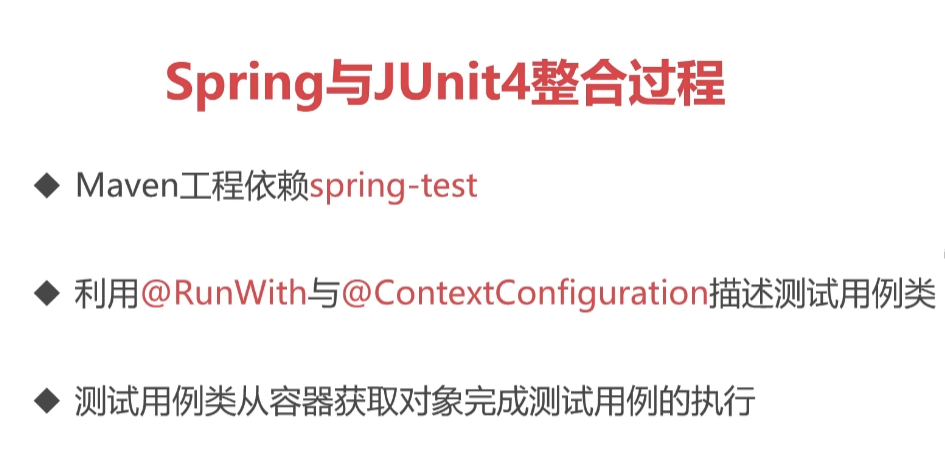 Spring与JUnit4整合过程
◆ Maven工程依赖spring-test
◆ 利用@RunWith与@ContextConfiguration描述测试用例类
◆ 测试用例类从容器获取对象完成测试用例的执行